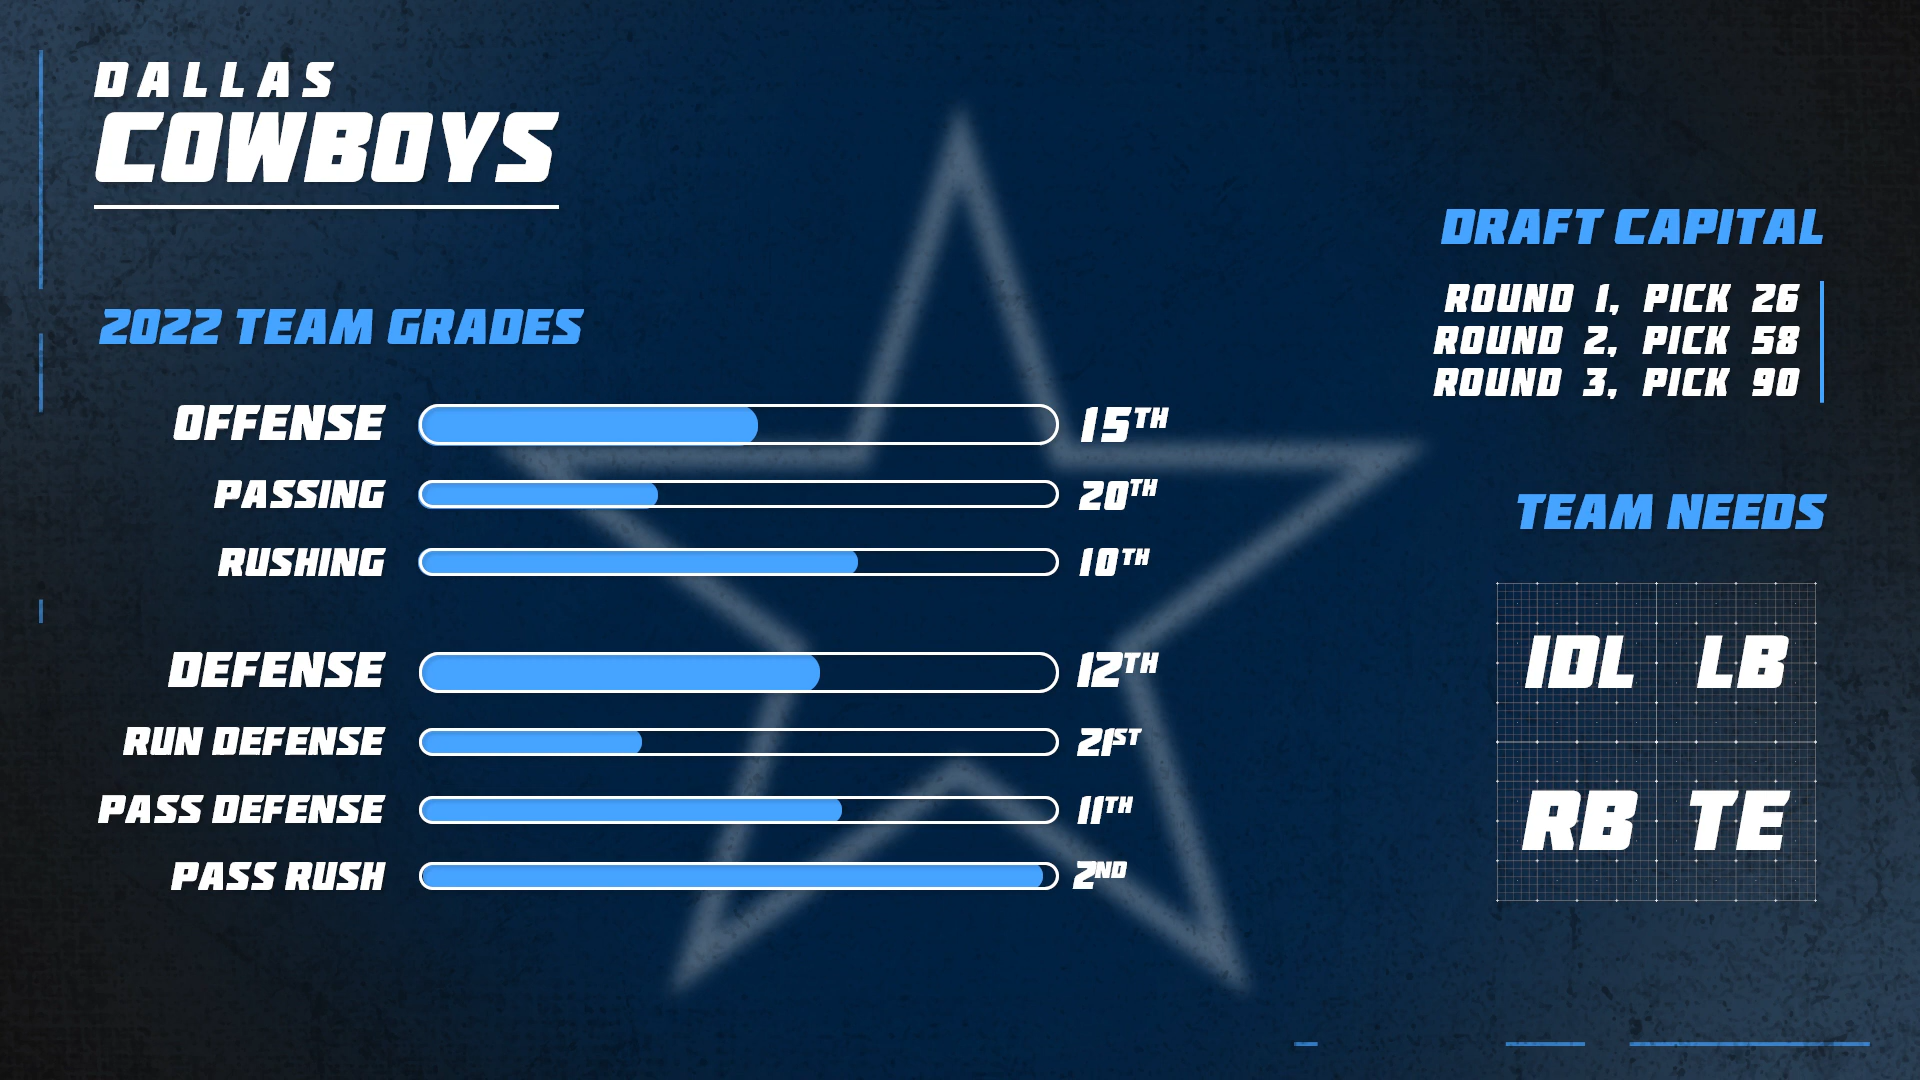 DALLAS
COWBOYS
2022 TEAM GRADES
OFFENSE 15TH
PASSING 20TH
RUSHING 10TH
DEFENSE 12TH
RUN DEFENSE 21ST
PASS DEFENSE 11TH
PASS RUSH 2ND
DRAFT CAPITAL
ROUND 1, PICK 26
ROUND 2, PICK 58
ROUND 3, PICK 90
TEAM NEEDS
IDL LB
RB TE